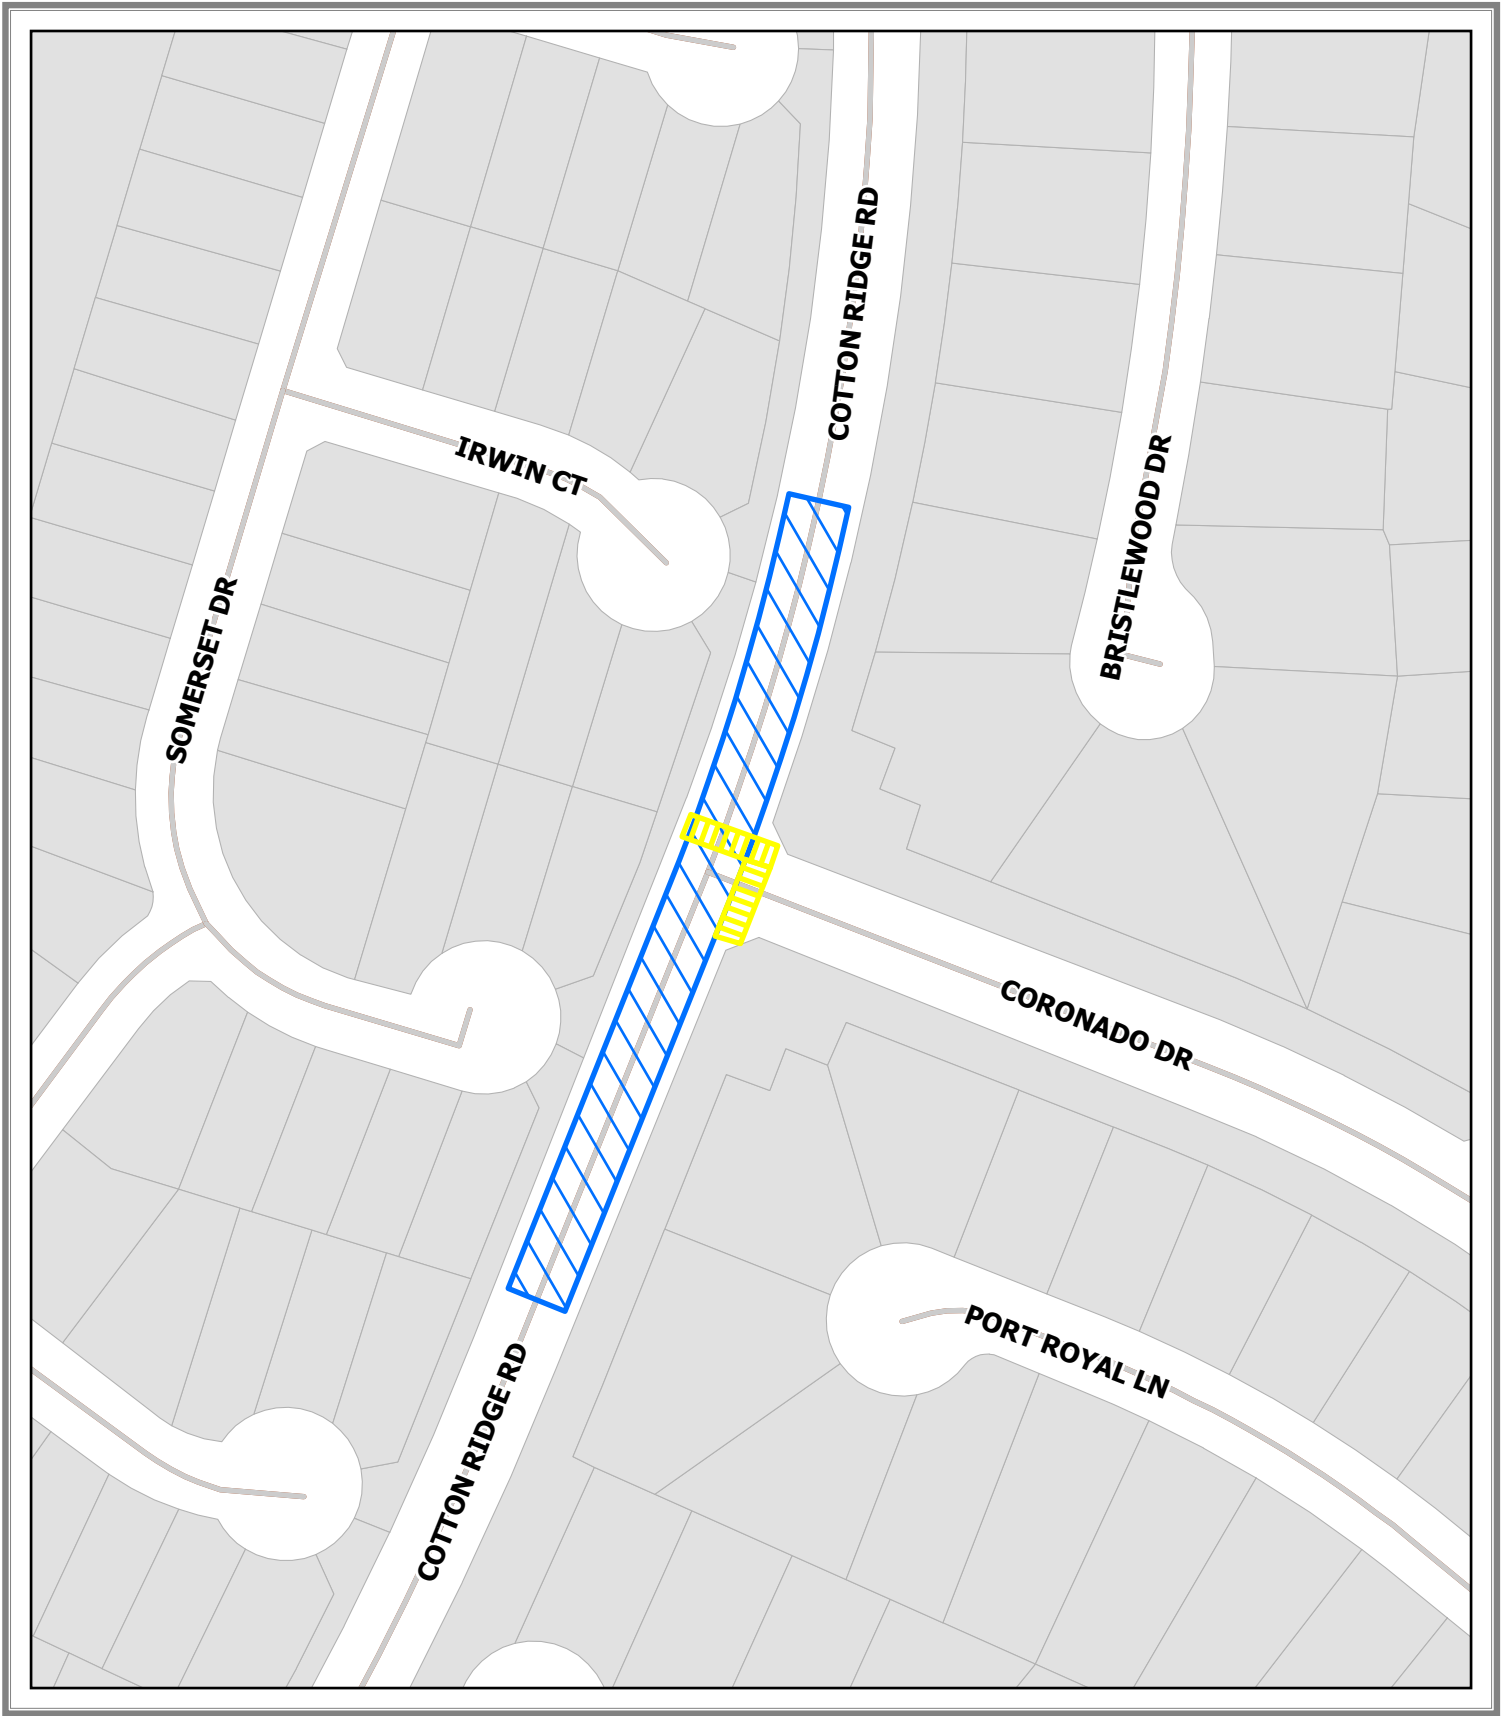 COTTON RIDGE RD
IRWIN CT
BRISTLEWOOD DR
SOMERSET DR
CORONADO DR
PORT ROYAL LN
COTTON RIDGE RD